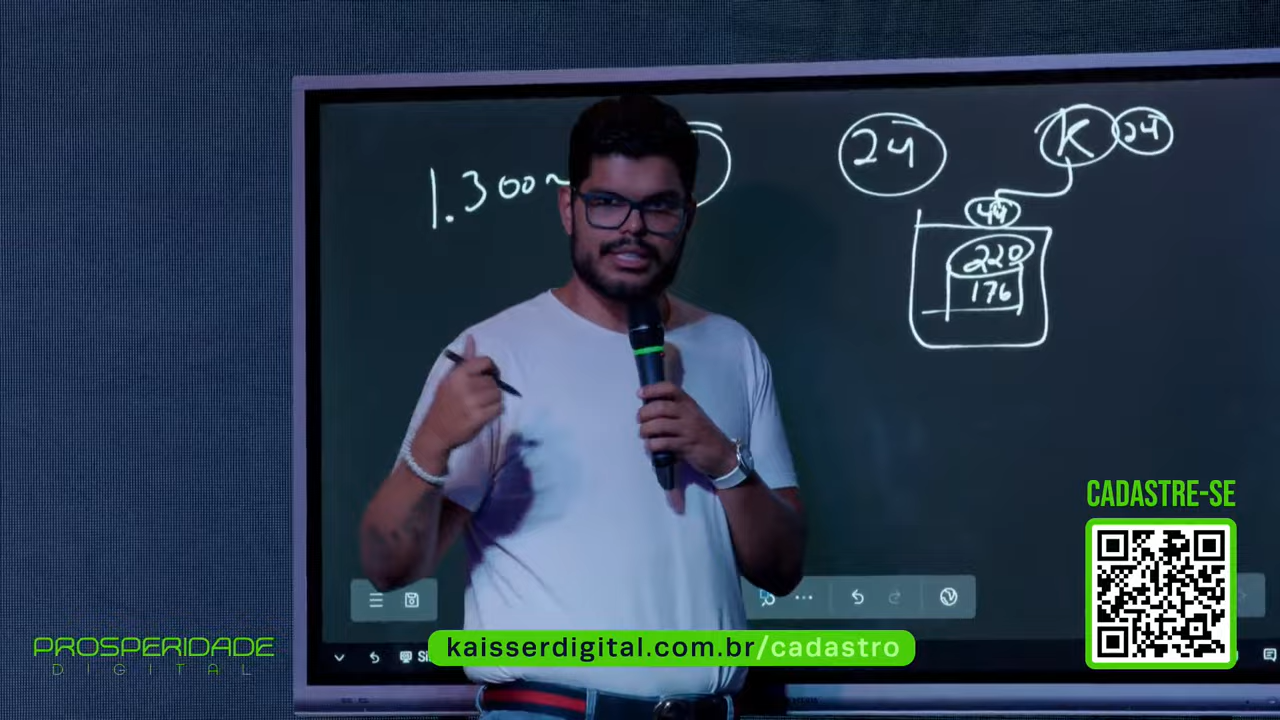 1.300
24
K 24
44
220
176
CADASTRE-SE
PROSPERIDADE
DIGITAL
kaisserdigital.com.br/cadastro